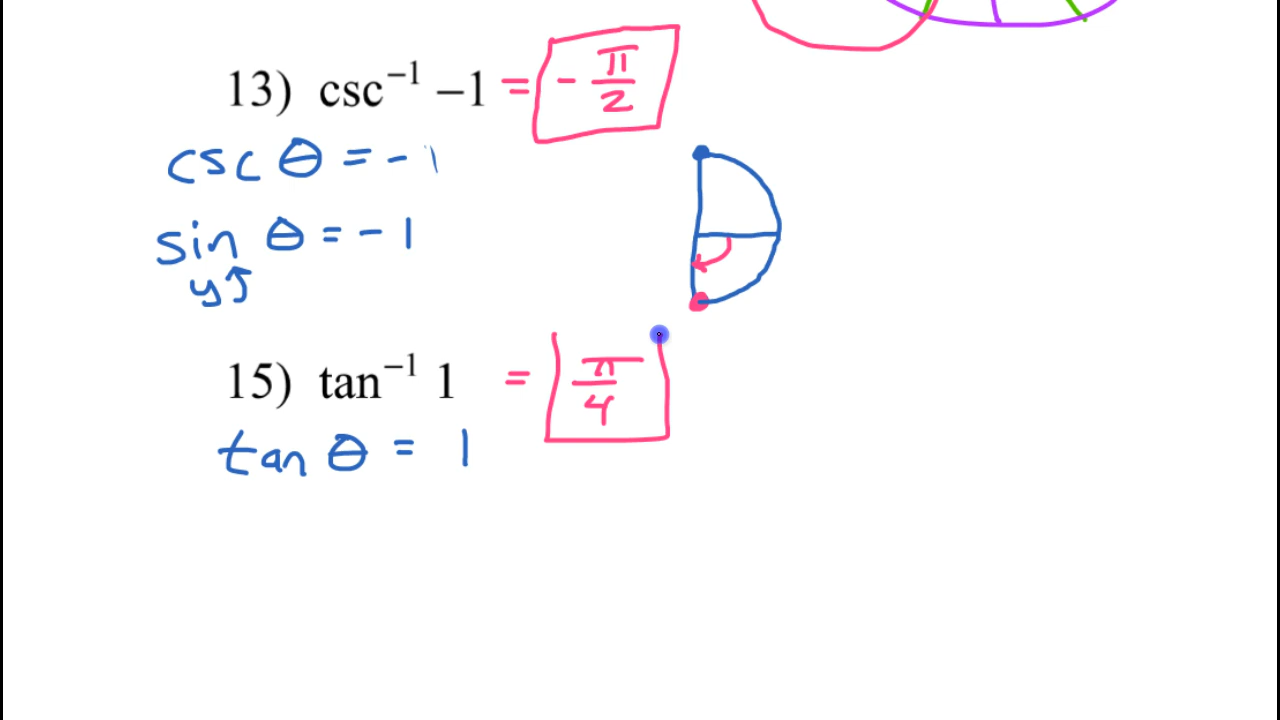 13) csc⁻¹ −1 = - π/2
csc θ = - 1
sin θ = - 1
y
15) tan⁻¹ 1 = π/4
tan θ = 1